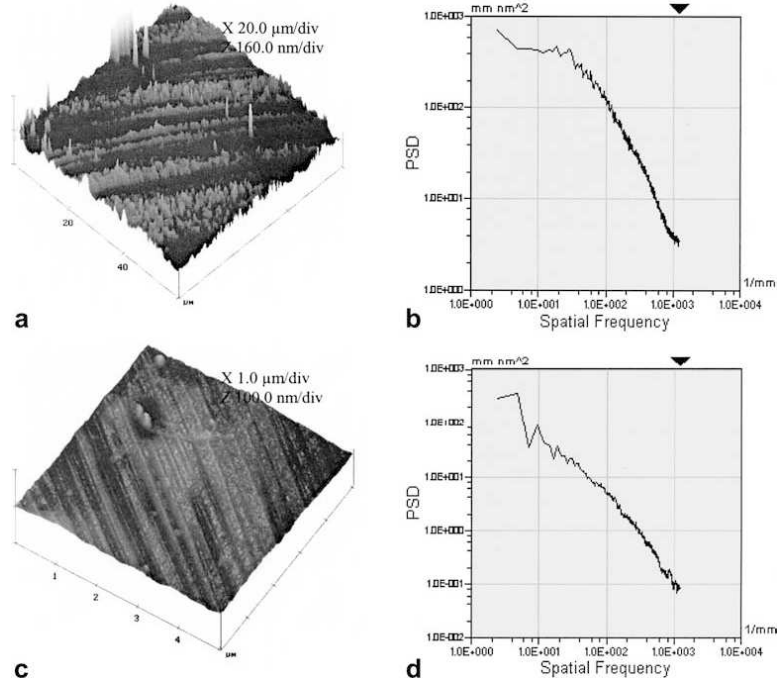 X 20.0 µm/div
Z 160.0 nm/div
20
40
µM
a
mm nm^2
1.0E+003
1.0E+002
1.0E+001
1.0E+000
PSD
1/mm
1.0E+000 1.0E+001 1.0E+002 1.0E+003 1.0E+004
Spatial Frequency
b
X 1.0 µm/div
Z 100.0 nm/div
1
2
3
4
µM
c
mm nm^2
1.0E+003
1.0E+002
1.0E+001
1.0E+000
1.0E-001
1.0E-002
PSD
1/mm
1.0E+000 1.0E+001 1.0E+002 1.0E+003 1.0E+004
Spatial Frequency
d